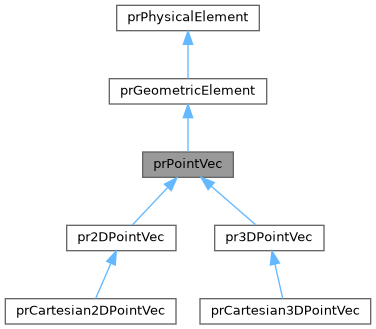 prPhysicalElement
prGeometricElement
prPointVec
pr2DPointVec
pr3DPointVec
prCartesian2DPointVec
prCartesian3DPointVec